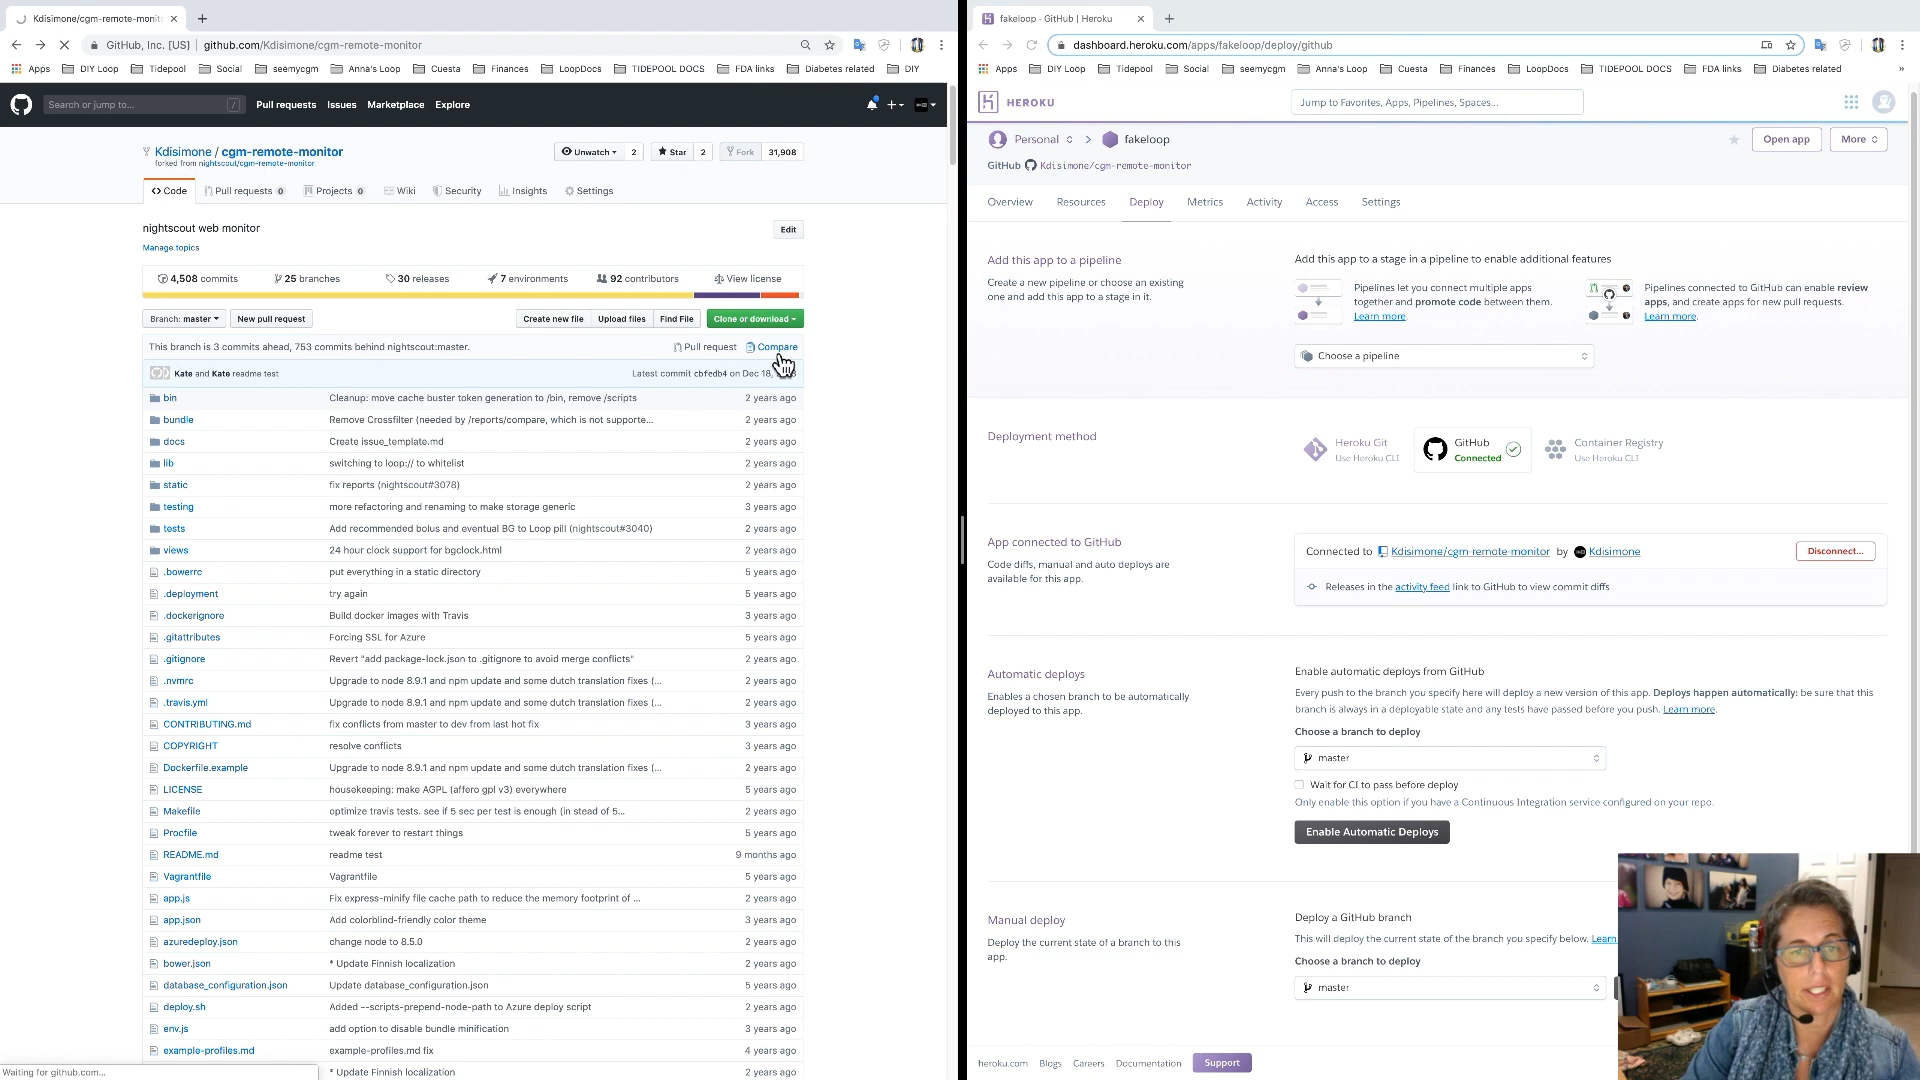 Kdisimone/cgm-remote-monit
GitHub, Inc. [US] github.com/Kdisimone/cgm-remote-monitor
Apps DIY Loop Tidepool Social seemycgm Anna's Loop Cuesta Finances LoopDocs TIDEPOOL DOCS FDA links Diabetes related DIY
Search or jump to... / Pull requests Issues Marketplace Explore
Kdisimone / cgm-remote-monitor
forked from nightscout/cgm-remote-monitor
Unwatch 2 Star 2 Fork 31,908
Code Pull requests 0 Projects 0 Wiki Security Insights Settings
nightscout web monitor Edit
Manage topics
4,508 commits 25 branches 30 releases 7 environments 92 contributors View license
Branch: master New pull request Create new file Upload files Find File Clone or download
This branch is 3 commits ahead, 753 commits behind nightscout:master. Pull request Compare
Kate and Kate readme test Latest commit cbfedb4 on Dec 18,
bin Cleanup: move cache buster token generation to /bin, remove /scripts 2 years ago
bundle Remove Crossfilter (needed by /reports/compare, which is not supporte... 2 years ago
docs Create issue_template.md 2 years ago
lib switching to loop:// to whitelist 2 years ago
static fix reports (nightscout#3078) 2 years ago
testing more refactoring and renaming to make storage generic 3 years ago
tests Add recommended bolus and eventual BG to Loop pill (nightscout#3040) 2 years ago
views 24 hour clock support for bgclock.html 2 years ago
.bowerrc put everything in a static directory 5 years ago
.deployment try again 5 years ago
.dockerignore Build docker images with Travis 3 years ago
.gitattributes Forcing SSL for Azure 5 years ago
.gitignore Revert "add package-lock.json to .gitignore to avoid merge conflicts" 2 years ago
.nvmrc Upgrade to node 8.9.1 and npm update and some dutch translation fixes (... 2 years ago
.travis.yml Upgrade to node 8.9.1 and npm update and some dutch translation fixes (... 2 years ago
CONTRIBUTING.md fix conflicts from master to dev from last hot fix 3 years ago
COPYRIGHT resolve conflicts 3 years ago
Dockerfile.example Upgrade to node 8.9.1 and npm update and some dutch translation fixes (... 2 years ago
LICENSE housekeeping: make AGPL (affero gpl v3) everywhere 5 years ago
Makefile optimize travis tests. see if 5 sec per test is enough (in stead of 5... 2 years ago
Procfile tweak forever to restart things 5 years ago
README.md readme test 9 months ago
Vagrantfile Vagrantfile 5 years ago
app.js Fix express-minify file cache path to reduce the memory footprint of ... 2 years ago
app.json Add colorblind-friendly color theme 3 years ago
azuredeploy.json change node to 8.5.0 2 years ago
bower.json * Update Finnish localization 2 years ago
database_configuration.json Update database_configuration.json 5 years ago
deploy.sh Added --scripts-prepend-node-path to Azure deploy script 2 years ago
env.js add option to disable bundle minification 3 years ago
example-profiles.md example-profiles.md fix 4 years ago
* Update Finnish localization 2 years ago
Waiting for github.com...
fakeloop - GitHub | Heroku
dashboard.heroku.com/apps/fakeloop/deploy/github
Apps DIY Loop Tidepool Social seemycgm Anna's Loop Cuesta Finances LoopDocs TIDEPOOL DOCS FDA links Diabetes related »
HEROKU Jump to Favorites, Apps, Pipelines, Spaces...
Personal fakeloop Open app More
GitHub Kdisimone/cgm-remote-monitor
Overview Resources Deploy Metrics Activity Access Settings
Add this app to a pipeline
Create a new pipeline or choose an existing
one and add this app to a stage in it.
Add this app to a stage in a pipeline to enable additional features
Pipelines let you connect multiple apps
together and promote code between them.
Learn more.
Pipelines connected to GitHub can enable review
apps, and create apps for new pull requests.
Learn more.
Choose a pipeline
Deployment method
Heroku Git
Use Heroku CLI
GitHub
Connected
Container Registry
Use Heroku CLI
App connected to GitHub
Code diffs, manual and auto deploys are
available for this app.
Connected to Kdisimone/cgm-remote-monitor by Kdisimone Disconnect...
Releases in the activity feed link to GitHub to view commit diffs
Automatic deploys
Enables a chosen branch to be automatically
deployed to this app.
Enable automatic deploys from GitHub
Every push to the branch you specify here will deploy a new version of this app. Deploys happen automatically: be sure that this
branch is always in a deployable state and any tests have passed before you push. Learn more.
Choose a branch to deploy
master
Wait for CI to pass before deploy
Only enable this option if you have a Continuous Integration service configured on your repo.
Enable Automatic Deploys
Manual deploy
Deploy the current state of a branch to this
app.
Deploy a GitHub branch
This will deploy the current state of the branch you specify below. Learn
Choose a branch to deploy
master
heroku.com Blogs Careers Documentation Support